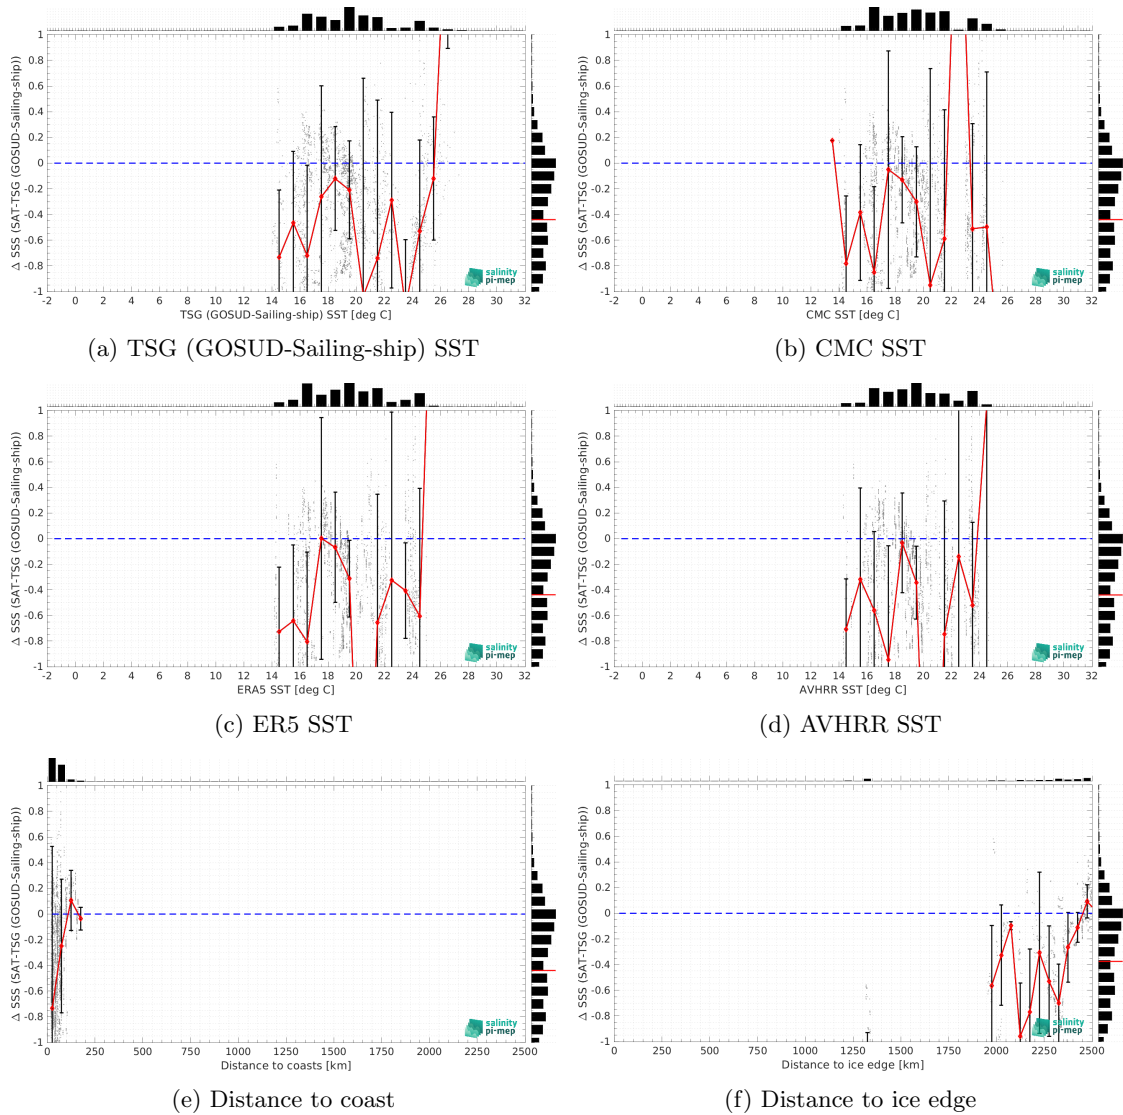 1
0.8
0.6
0.4
0.2
0
-0.2
-0.4
-0.6
-0.8
-1
Δ SSS (SAT-TSG (GOSUD-Sailing-ship))
-2 0 2 4 6 8 10 12 14 16 18 20 22 24 26 28 30 32
TSG (GOSUD-Sailing-ship) SST [deg C]
salinity
pi-mep
(a) TSG (GOSUD-Sailing-ship) SST
1
0.8
0.6
0.4
0.2
0
-0.2
-0.4
-0.6
-0.8
-1
Δ SSS (SAT-TSG (GOSUD-Sailing-ship))
-2 0 2 4 6 8 10 12 14 16 18 20 22 24 26 28 30 32
CMC SST [deg C]
salinity
pi-mep
(b) CMC SST
1
0.8
0.6
0.4
0.2
0
-0.2
-0.4
-0.6
-0.8
-1
Δ SSS (SAT-TSG (GOSUD-Sailing-ship))
-2 0 2 4 6 8 10 12 14 16 18 20 22 24 26 28 30 32
ERA5 SST [deg C]
salinity
pi-mep
(c) ER5 SST
1
0.8
0.6
0.4
0.2
0
-0.2
-0.4
-0.6
-0.8
-1
Δ SSS (SAT-TSG (GOSUD-Sailing-ship))
-2 0 2 4 6 8 10 12 14 16 18 20 22 24 26 28 30 32
AVHRR SST [deg C]
salinity
pi-mep
(d) AVHRR SST
1
0.8
0.6
0.4
0.2
0
-0.2
-0.4
-0.6
-0.8
-1
Δ SSS (SAT-TSG (GOSUD-Sailing-ship))
0 250 500 750 1000 1250 1500 1750 2000 2250 2500
Distance to coasts [km]
salinity
pi-mep
(e) Distance to coast
1
0.8
0.6
0.4
0.2
0
-0.2
-0.4
-0.6
-0.8
-1
Δ SSS (SAT-TSG (GOSUD-Sailing-ship))
0 250 500 750 1000 1250 1500 1750 2000 2250 2500
Distance to ice edge [km]
salinity
pi-mep
(f) Distance to ice edge